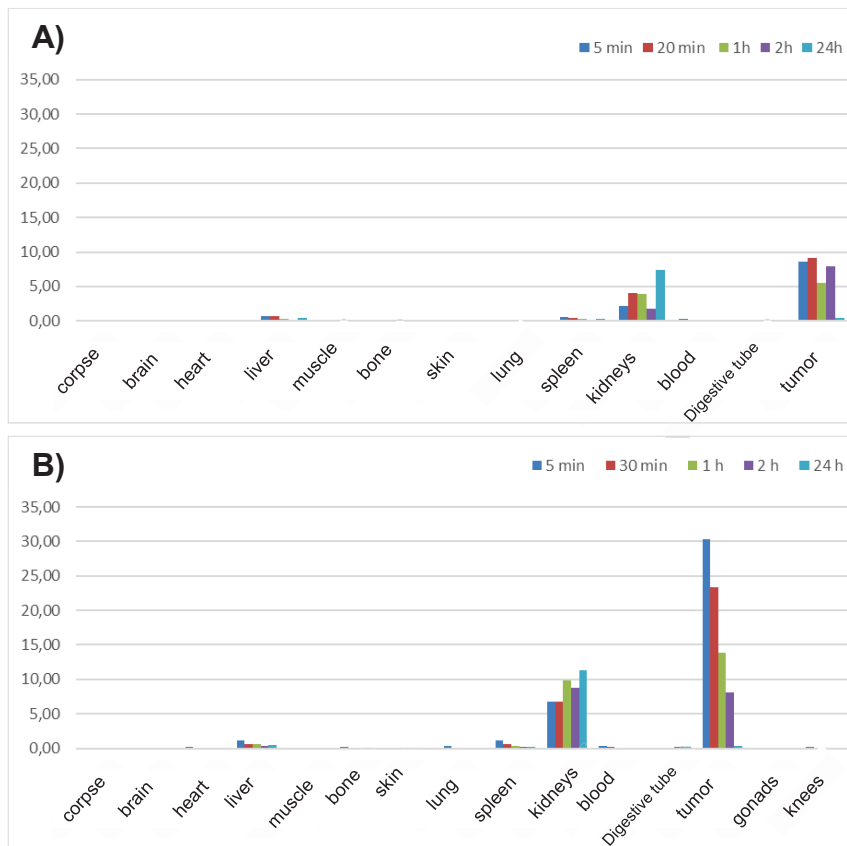 A)
5 min 20 min 1h 2h 24h
35,00
30,00
25,00
20,00
15,00
10,00
5,00
0,00
corpse brain heart liver muscle bone skin lung spleen kidneys blood Digestive tube tumor
B)
5 min 30 min 1 h 2 h 24 h
35,00
30,00
25,00
20,00
15,00
10,00
5,00
0,00
corpse brain heart liver muscle bone skin lung spleen kidneys blood Digestive tube tumor gonads knees